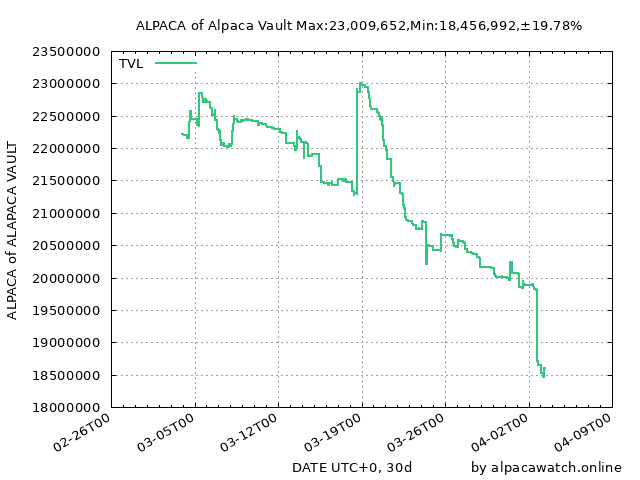 ALPACA of Alpaca Vault Max:23,009,652,Min:18,456,992,±19.78%
TVL
ALPACA of ALAPACA VAULT
23500000
23000000
22500000
22000000
21500000
21000000
20500000
20000000
19500000
19000000
18500000
18000000
02-26T00
03-05T00
03-12T00
03-19T00
03-26T00
04-02T00
04-09T00
DATE UTC+0, 30d
by alpacawatch.online